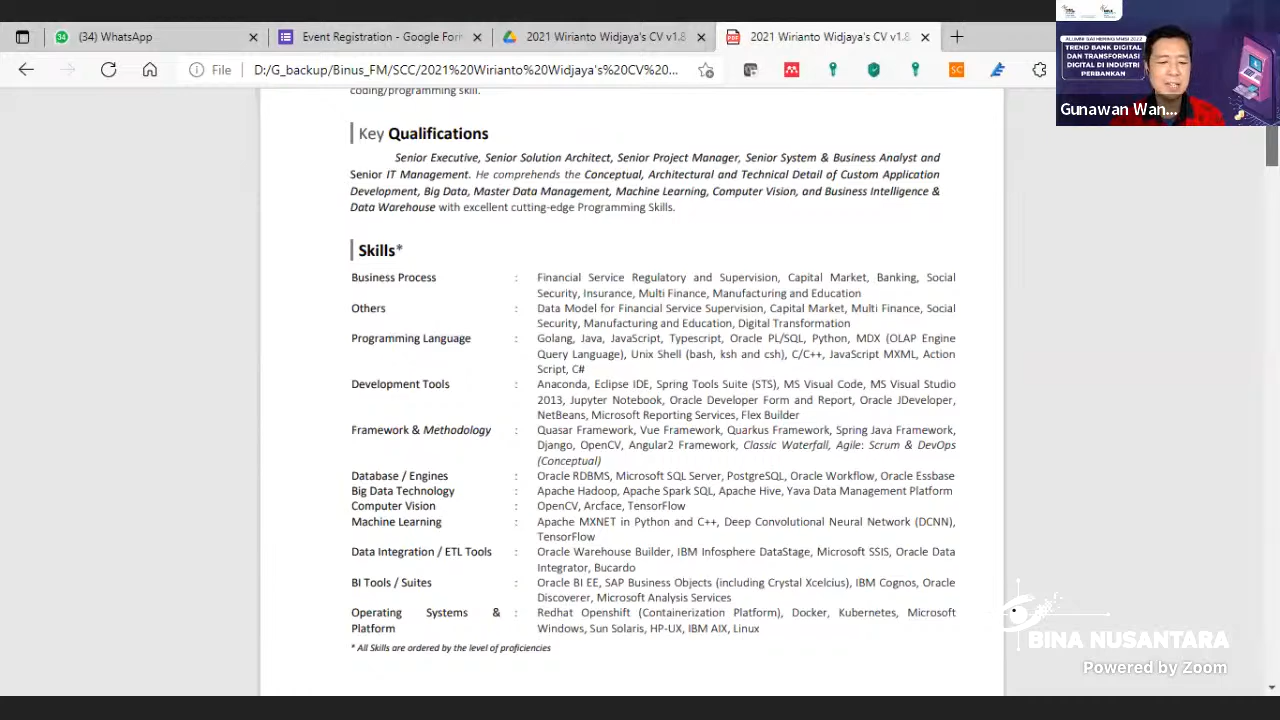 (34) WhatsApp
Event Registration - Google Forr
2021 Wirianto Widjaya's CV v1.8
2021 Wirianto Widjaya's CV v1.8
File
D:/G_backup/Binus_PM/SCO/2021%20Wirianto%20Widjaya's%20CV%20...
ALUMNI GATHERING MMSI 2022
TREND BANK DIGITAL
DAN TRANSFORMASI
DIGITAL DI INDUSTRI
PERBANKAN
Gunawan Wan...
coding/programming skill.
Key Qualifications
Senior Executive, Senior Solution Architect, Senior Project Manager, Senior System & Business Analyst and
Senior IT Management. He comprehends the Conceptual, Architectural and Technical Detail of Custom Application
Development, Big Data, Master Data Management, Machine Learning, Computer Vision, and Business Intelligence &
Data Warehouse with excellent cutting-edge Programming Skills.
Skills*
Business Process : Financial Service Regulatory and Supervision, Capital Market, Banking, Social
Security, Insurance, Multi Finance, Manufacturing and Education
Others : Data Model for Financial Service Supervision, Capital Market, Multi Finance, Social
Security, Manufacturing and Education, Digital Transformation
Programming Language : Golang, Java, JavaScript, Typescript, Oracle PL/SQL, Python, MDX (OLAP Engine
Query Language), Unix Shell (bash, ksh and csh), C/C++, JavaScript MXML, Action
Script, C#
Development Tools : Anaconda, Eclipse IDE, Spring Tools Suite (STS), MS Visual Code, MS Visual Studio
2013, Jupyter Notebook, Oracle Developer Form and Report, Oracle JDeveloper,
NetBeans, Microsoft Reporting Services, Flex Builder
Framework & Methodology : Quasar Framework, Vue Framework, Quarkus Framework, Spring Java Framework,
Django, OpenCV, Angular2 Framework, Classic Waterfall, Agile: Scrum & DevOps
(Conceptual)
Database / Engines : Oracle RDBMS, Microsoft SQL Server, PostgreSQL, Oracle Workflow, Oracle Essbase
Big Data Technology : Apache Hadoop, Apache Spark SQL, Apache Hive, Yava Data Management Platform
Computer Vision : OpenCV, Arcface, TensorFlow
Machine Learning : Apache MXNET in Python and C++, Deep Convolutional Neural Network (DCNN),
TensorFlow
Data Integration / ETL Tools : Oracle Warehouse Builder, IBM Infosphere DataStage, Microsoft SSIS, Oracle Data
Integrator, Bucardo
BI Tools / Suites : Oracle BI EE, SAP Business Objects (including Crystal Xcelcius), IBM Cognos, Oracle
Discoverer, Microsoft Analysis Services
Operating Systems & : Redhat Openshift (Containerization Platform), Docker, Kubernetes, Microsoft
Platform Windows, Sun Solaris, HP-UX, IBM AIX, Linux
* All Skills are ordered by the level of proficiencies
BINA NUSANTARA
Powered by Zoom